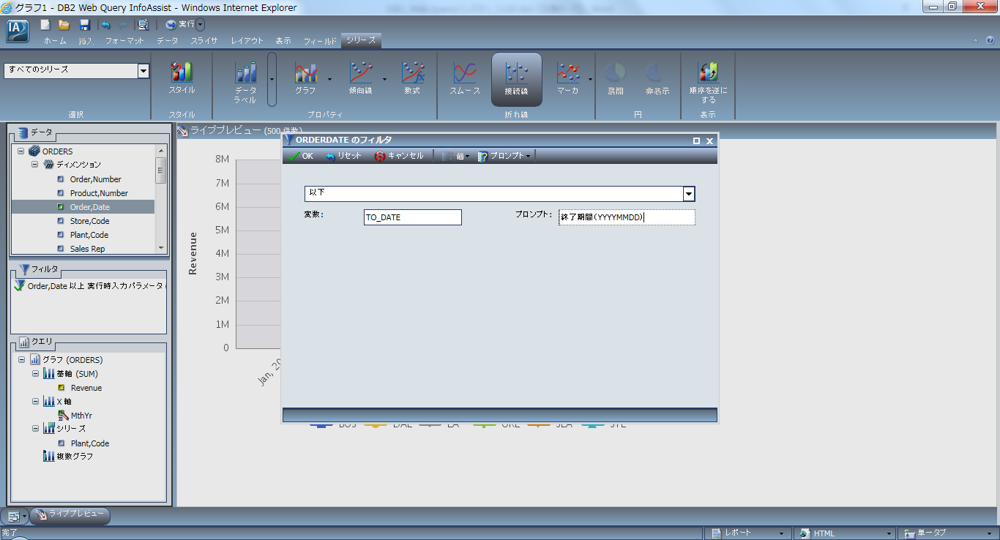 グラフ1 - DB2 Web Query InfoAssist - Windows Internet Explorer
IA
実行
ホーム 挿入 フォーマット データ スライサ レイアウト 表示 フィールド シリーズ
すべてのシリーズ
選択
スタイル
スタイル
データ
ラベル
グラフ
傾向線
数式
プロパティ
スムース
接続線
マーカ
折れ線
展開
非表示
円
順序を逆に
する
表示
データ
ORDERS
ディメンション
Order,Number
Product,Number
Order,Date
Store,Code
Plant,Code
Sales Rep
フィルタ
Order,Date 以上 実行時入力パラメータ
クエリ
グラフ (ORDERS)
基軸 (SUM)
Revenue
X 軸
MthYr
シリーズ
Plant,Code
複数グラフ
ライブプレビュー (500 件数)
8M
7M
6M
5M
4M
3M
2M
1M
0
Revenue
Jan, 20
ORDERDATE のフィルタ
OK リセット キャンセル 値 プロンプト
以下
変数: TO_DATE プロンプト: 終了期間(YYYYMMDD)
BOS DAL LA ORL SEA STL
ライブプレビュー
完了
レポート HTML 単一タブ